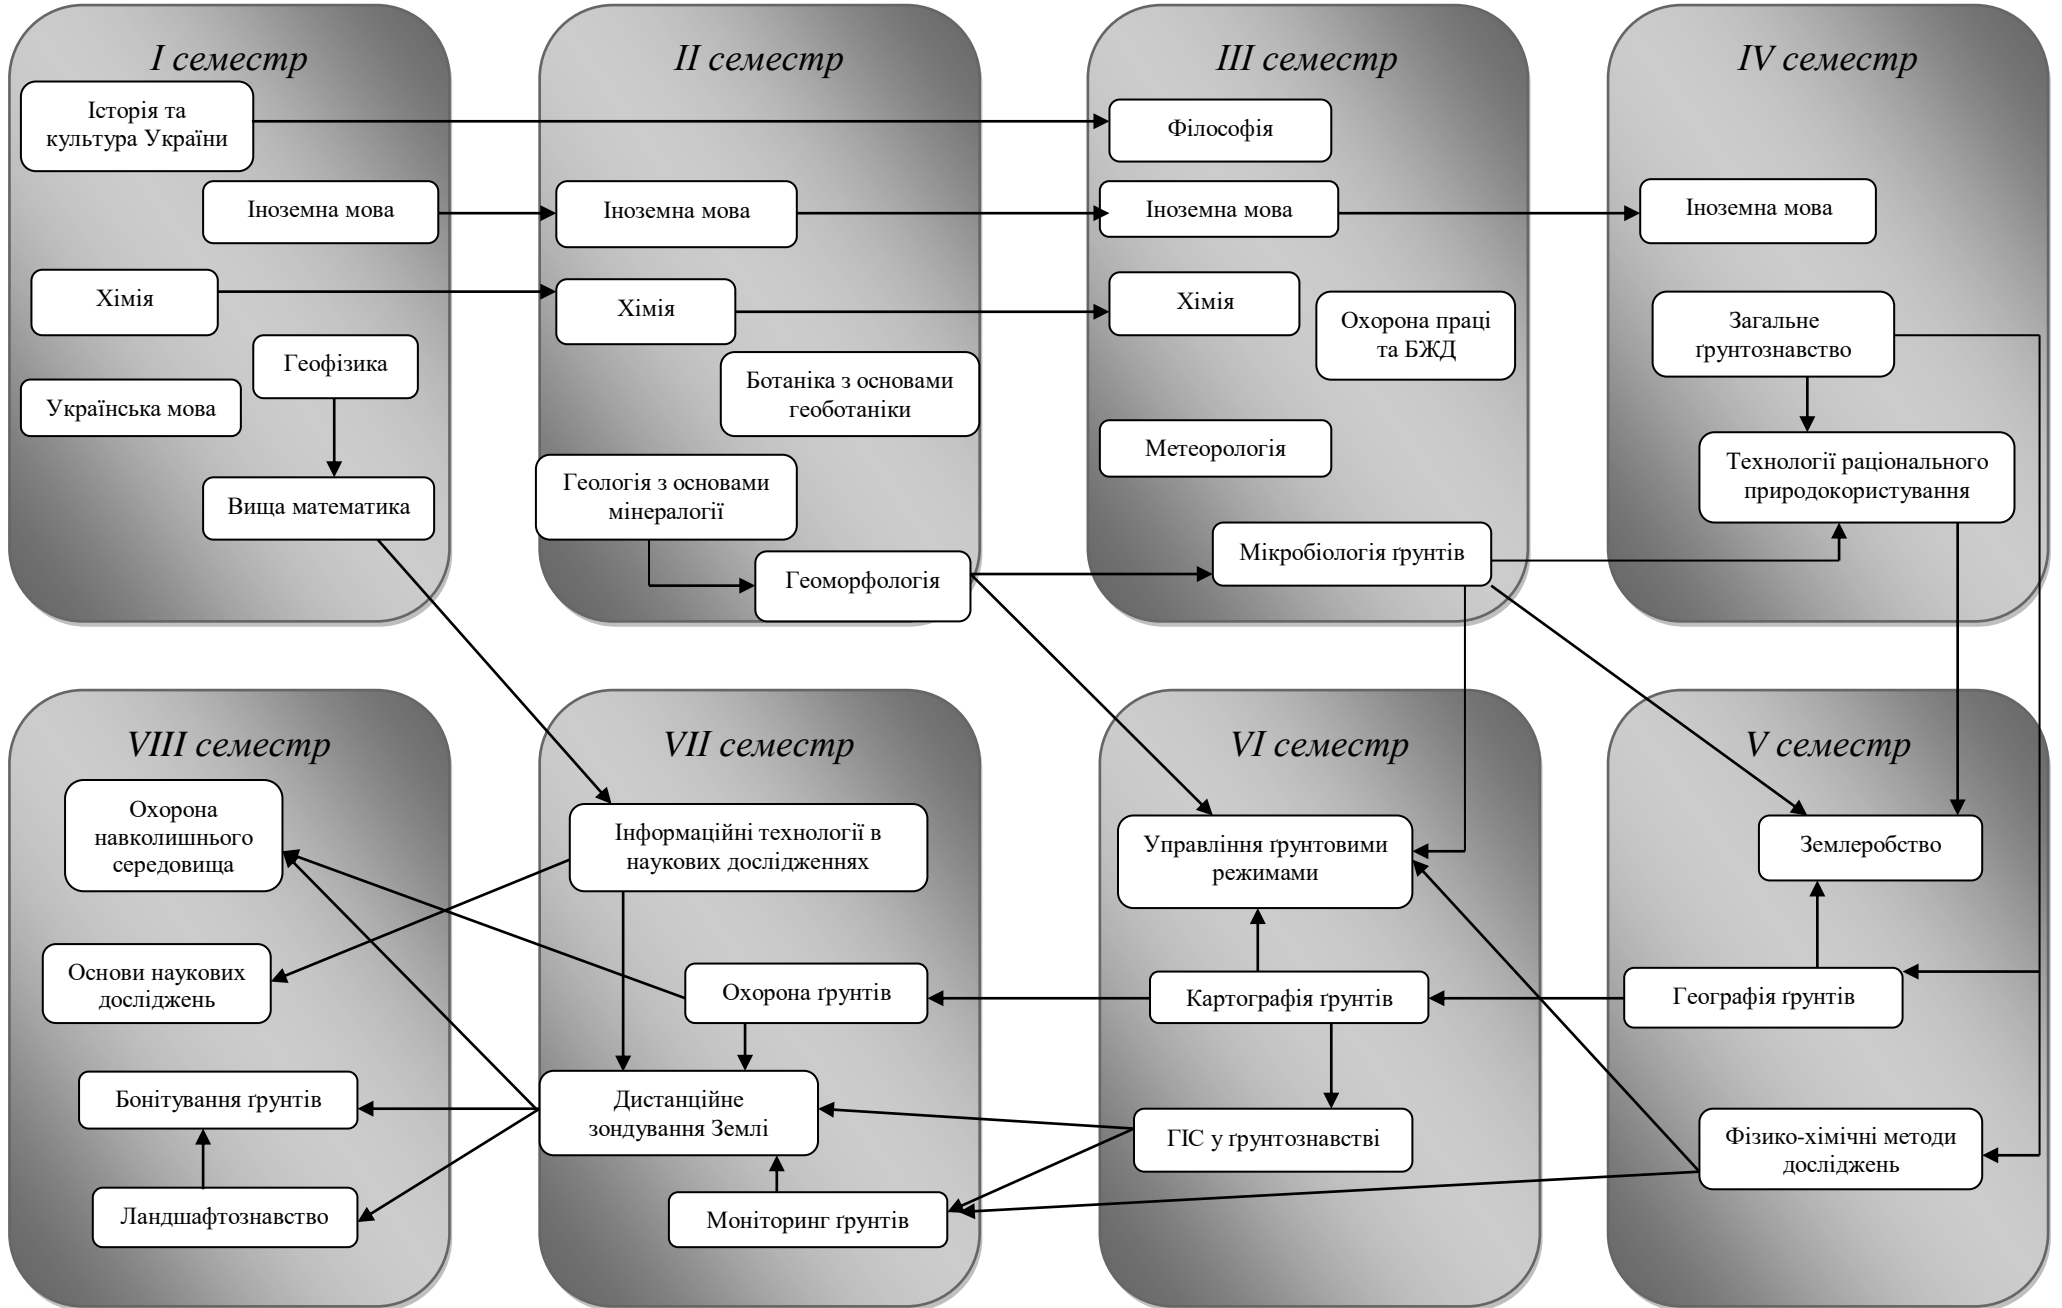 I семестр
Історія та
культура України
Іноземна мова
Хімія
Геофізика
Українська мова
Вища математика
II семестр
Іноземна мова
Хімія
Ботаніка з основами
геоботаніки
Геологія з основами
мінералогії
Геоморфологія
III семестр
Філософія
Іноземна мова
Хімія
Охорона праці
та БЖД
Метеорологія
Мікробіологія ґрунтів
IV семестр
Іноземна мова
Загальне
ґрунтознавство
Технології раціонального
природокористування
VIII семестр
Охорона
навколишнього
середовища
Основи наукових
досліджень
Бонітування ґрунтів
Ландшафтознавство
VII семестр
Інформаційні технології в
наукових дослідженнях
Охорона ґрунтів
Дистанційне
зондування Землі
Моніторинг ґрунтів
VI семестр
Управління ґрунтовими
режимами
Картографія ґрунтів
ГІС у ґрунтознавстві
V семестр
Землеробство
Географія ґрунтів
Фізико-хімічні методи
досліджень